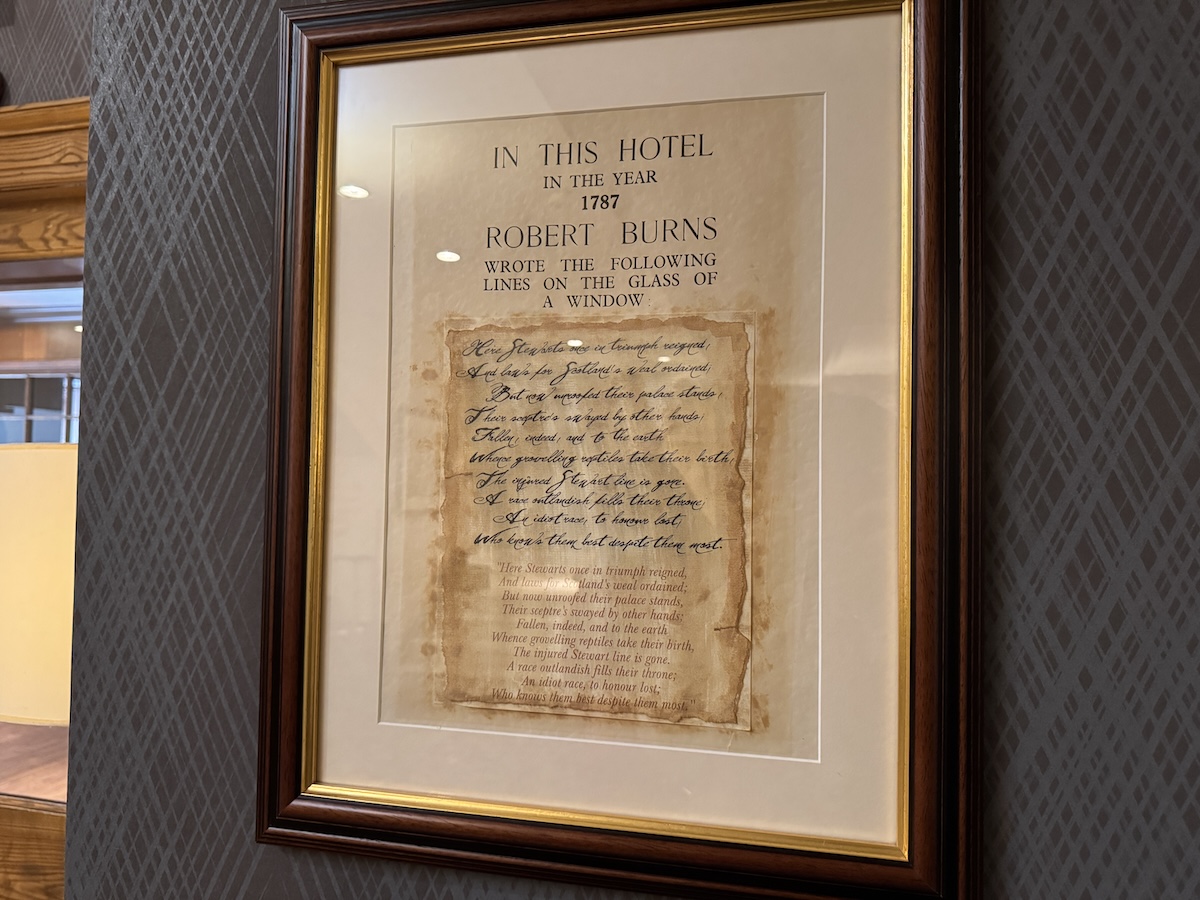 IN THIS HOTEL
IN THE YEAR
1787
ROBERT BURNS
WROTE THE FOLLOWING
LINES ON THE GLASS OF
A WINDOW:
Here Stewarts once in triumph reigned,
And laws for Scotland's weal ordained;
But now unroofed their palace stands,
Their sceptre's swayed by other hands;
Fallen, indeed, and to the earth
Whence grovelling reptiles take their birth,
The injured Stewart line is gone.
A race outlandish fills their throne;
An idiot race, to honour lost;
Who knows them best despite them most.
"Here Stewarts once in triumph reigned,
And laws for Scotland's weal ordained;
But now unroofed their palace stands,
Their sceptre's swayed by other hands;
Fallen, indeed, and to the earth
Whence grovelling reptiles take their birth,
The injured Stewart line is gone.
A race outlandish fills their throne;
An idiot race, to honour lost;
Who knows them best despite them most."